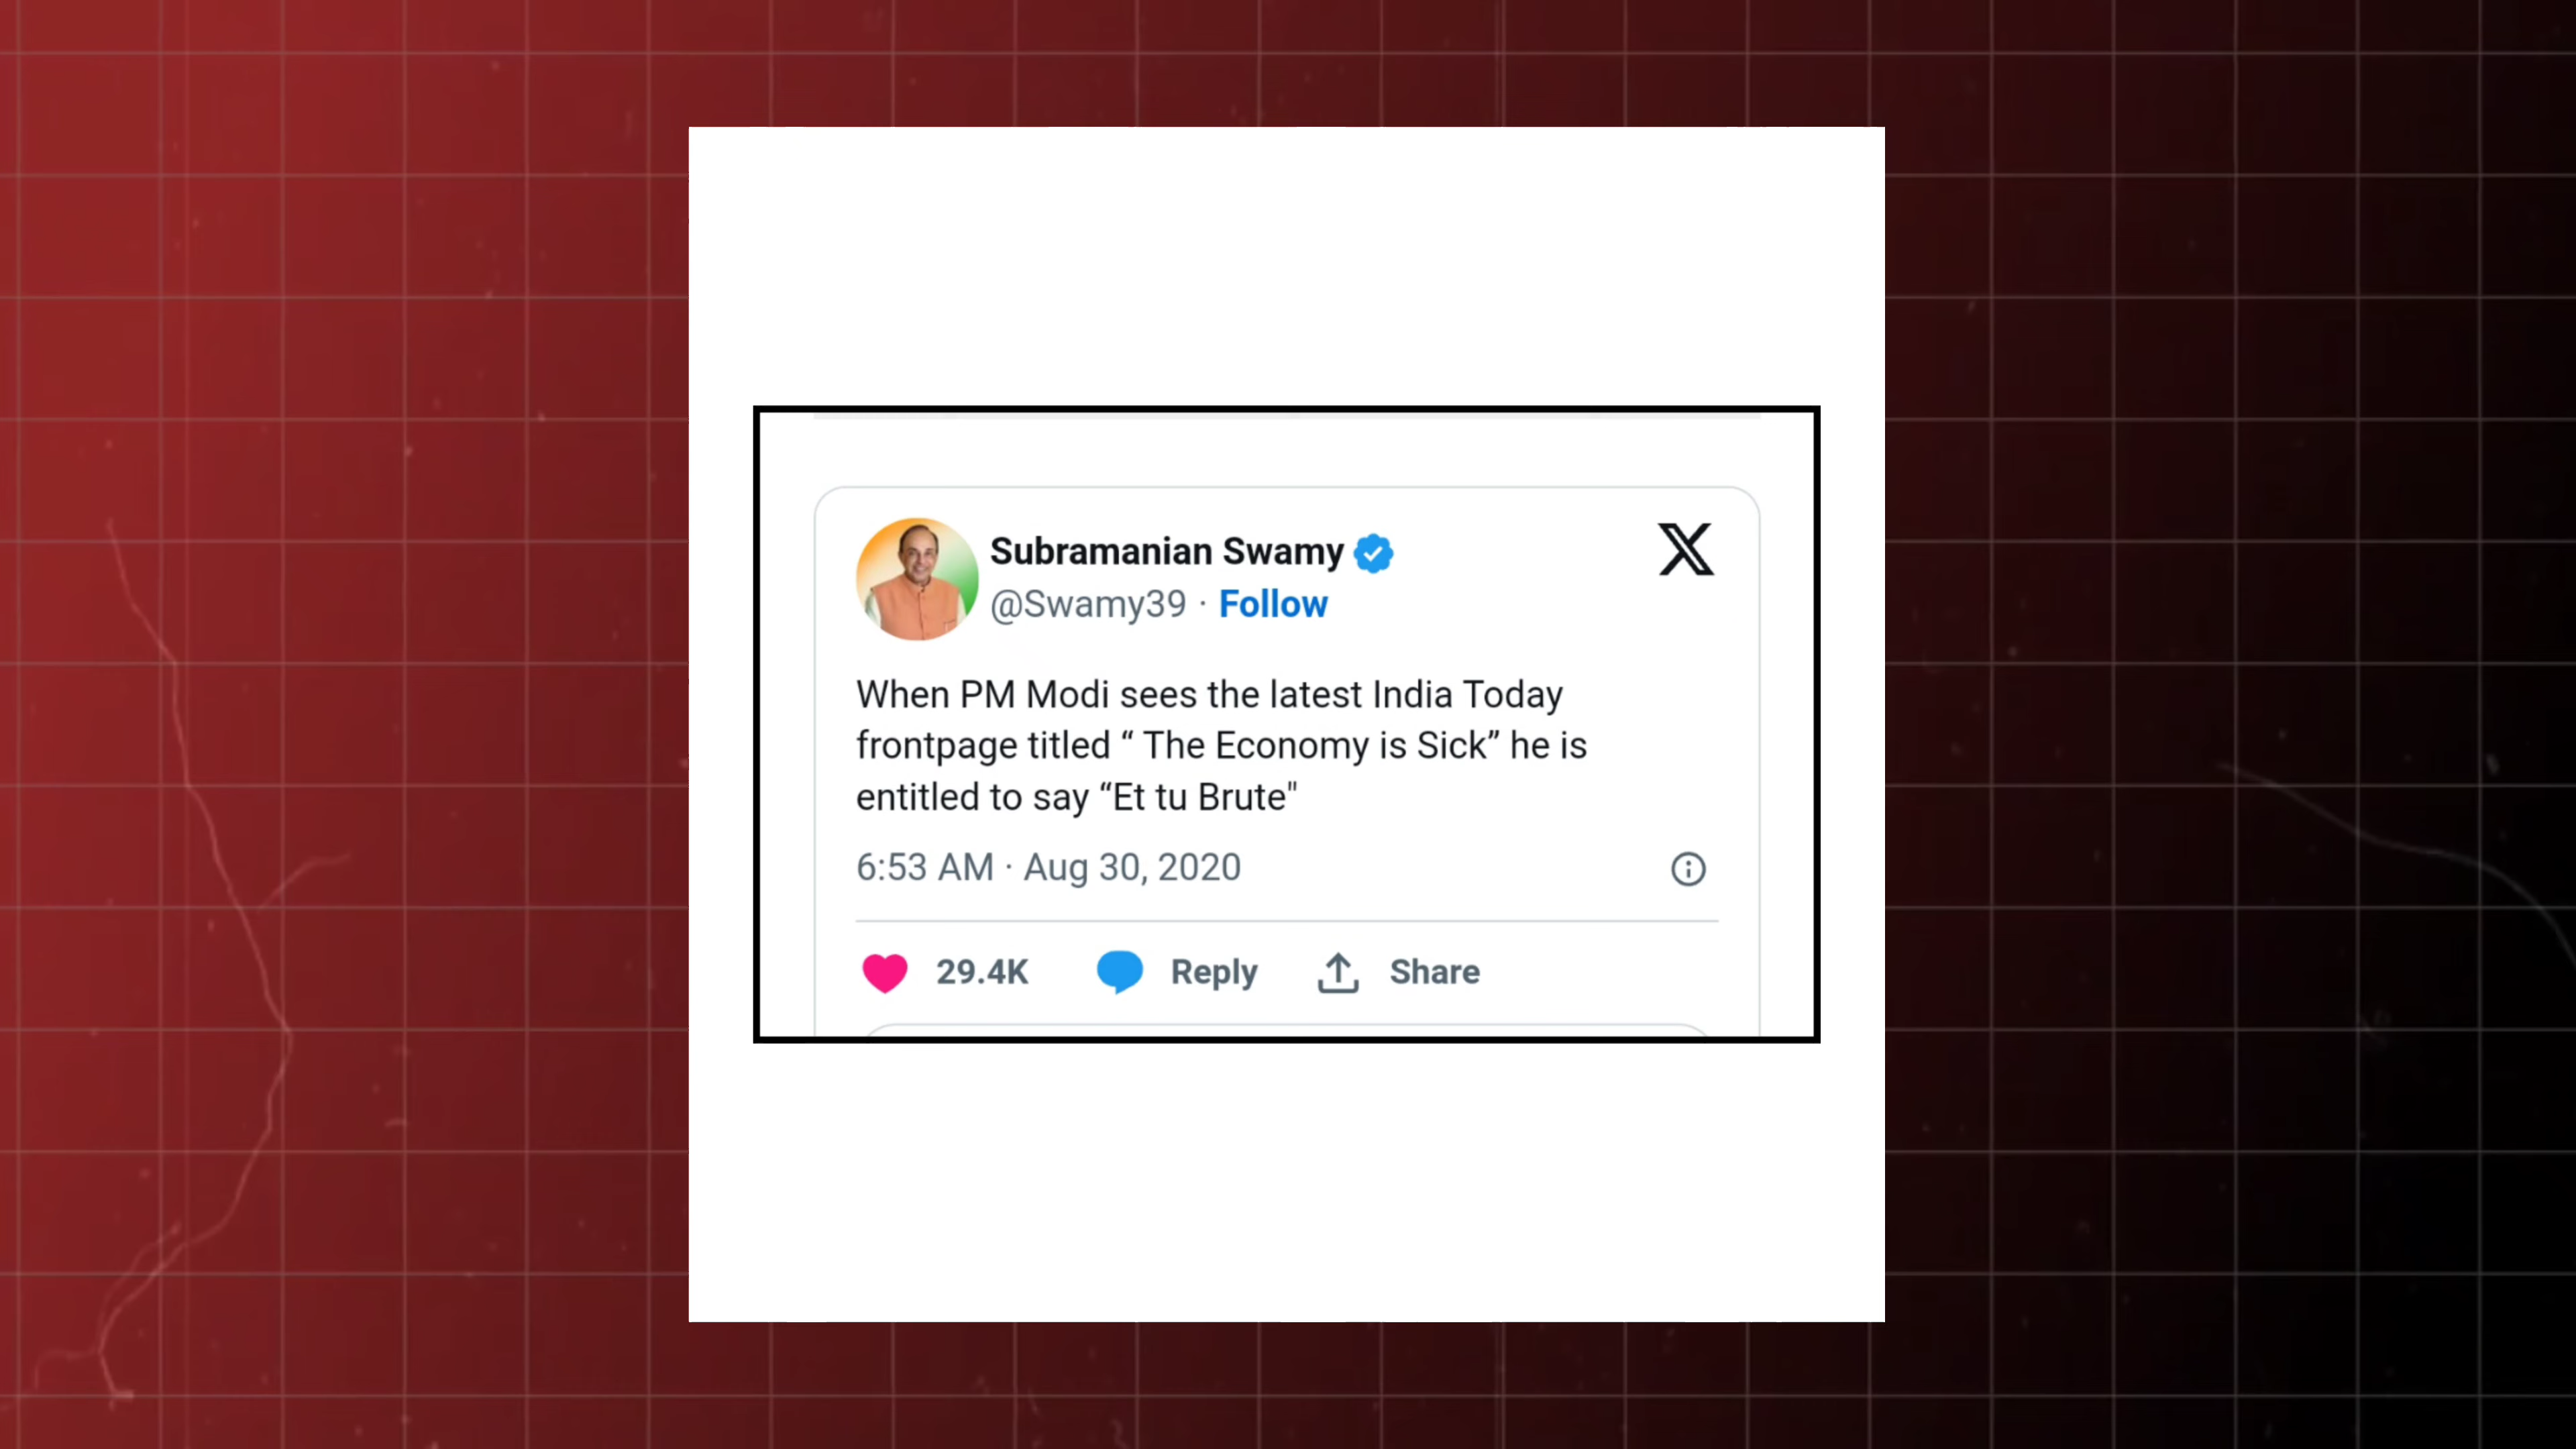 Subramanian Swamy
@Swamy39 · Follow
When PM Modi sees the latest India Today
frontpage titled “ The Economy is Sick” he is
entitled to say “Et tu Brute"
6:53 AM · Aug 30, 2020
29.4K Reply Share